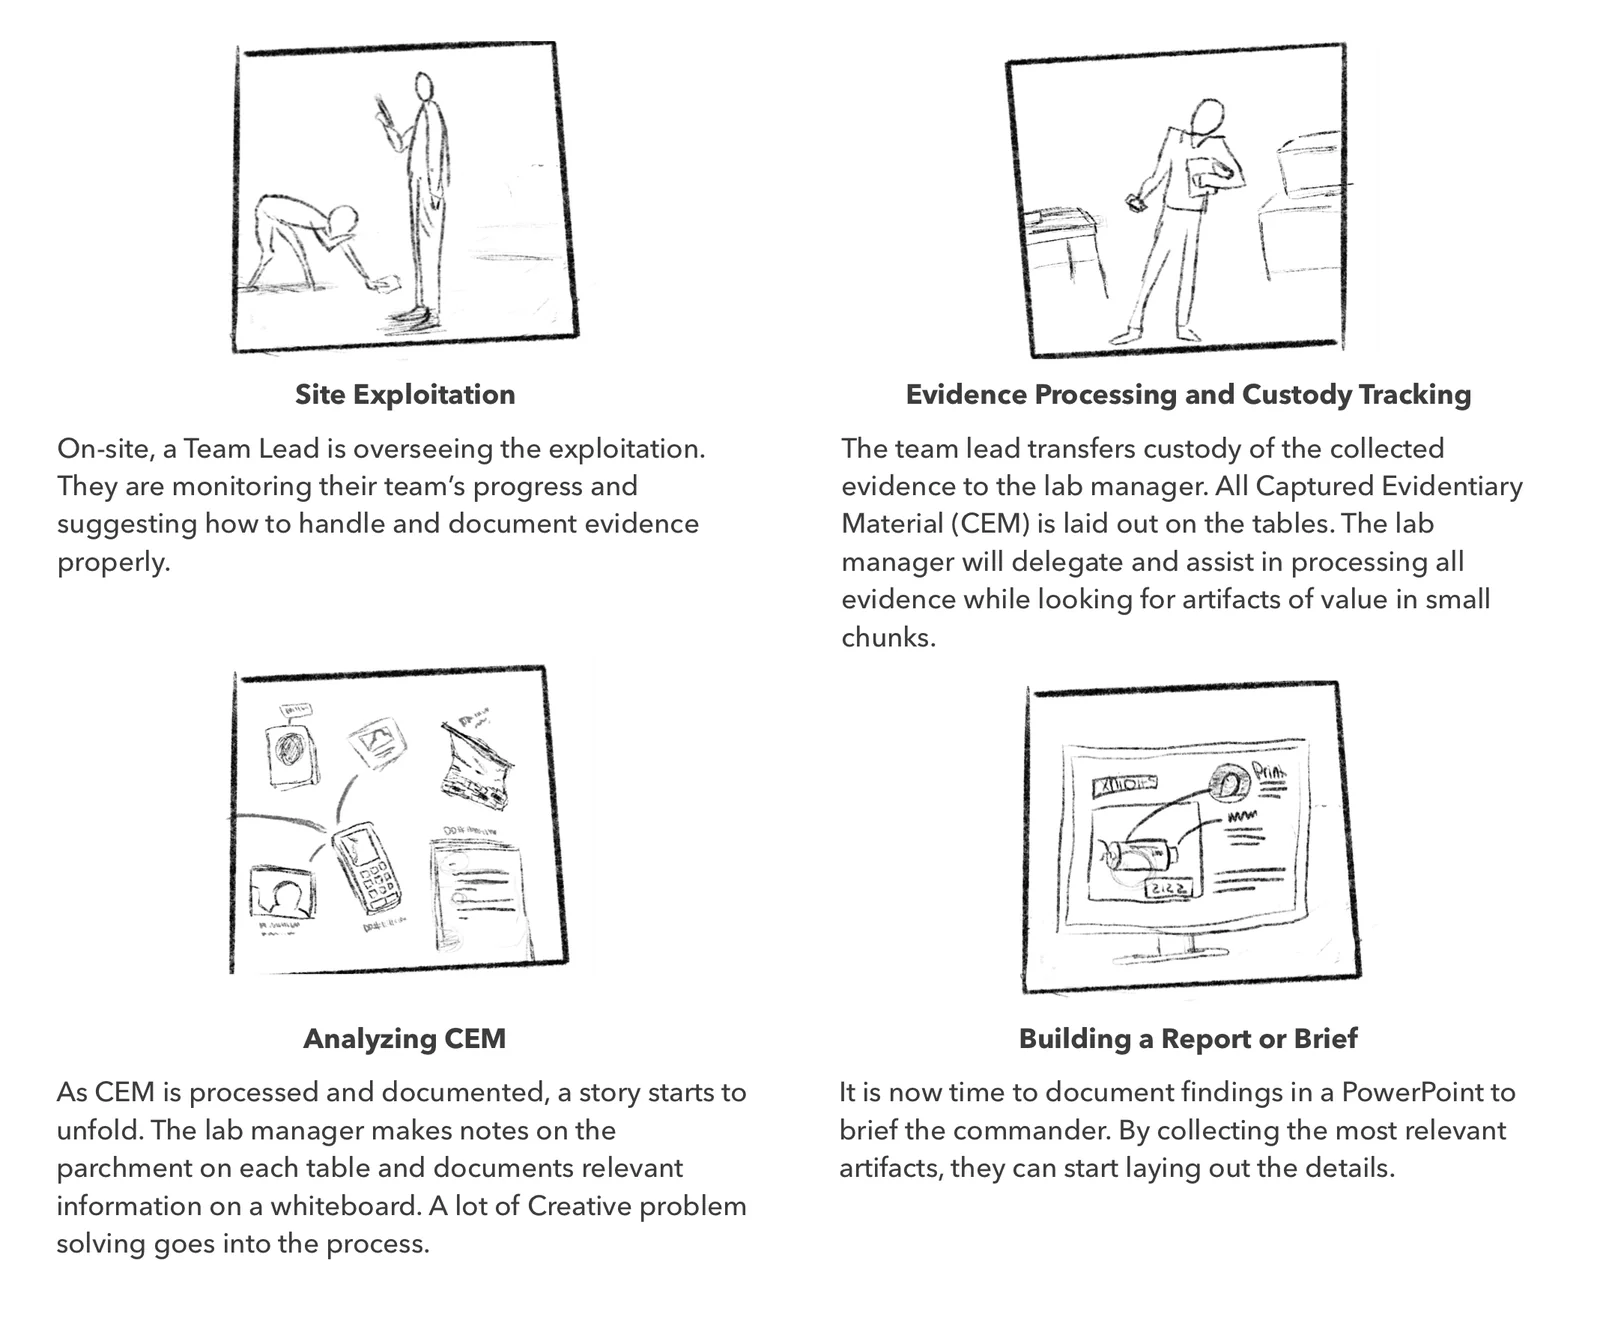 Site Exploitation
On-site, a Team Lead is overseeing the exploitation.
They are monitoring their team’s progress and
suggesting how to handle and document evidence
properly.
Evidence Processing and Custody Tracking
The team lead transfers custody of the collected
evidence to the lab manager. All Captured Evidentiary
Material (CEM) is laid out on the tables. The lab
manager will delegate and assist in processing all
evidence while looking for artifacts of value in small
chunks.
Print
Analyzing CEM
As CEM is processed and documented, a story starts to
unfold. The lab manager makes notes on the
parchment on each table and documents relevant
information on a whiteboard. A lot of Creative problem
solving goes into the process.
Building a Report or Brief
It is now time to document findings in a PowerPoint to
brief the commander. By collecting the most relevant
artifacts, they can start laying out the details.